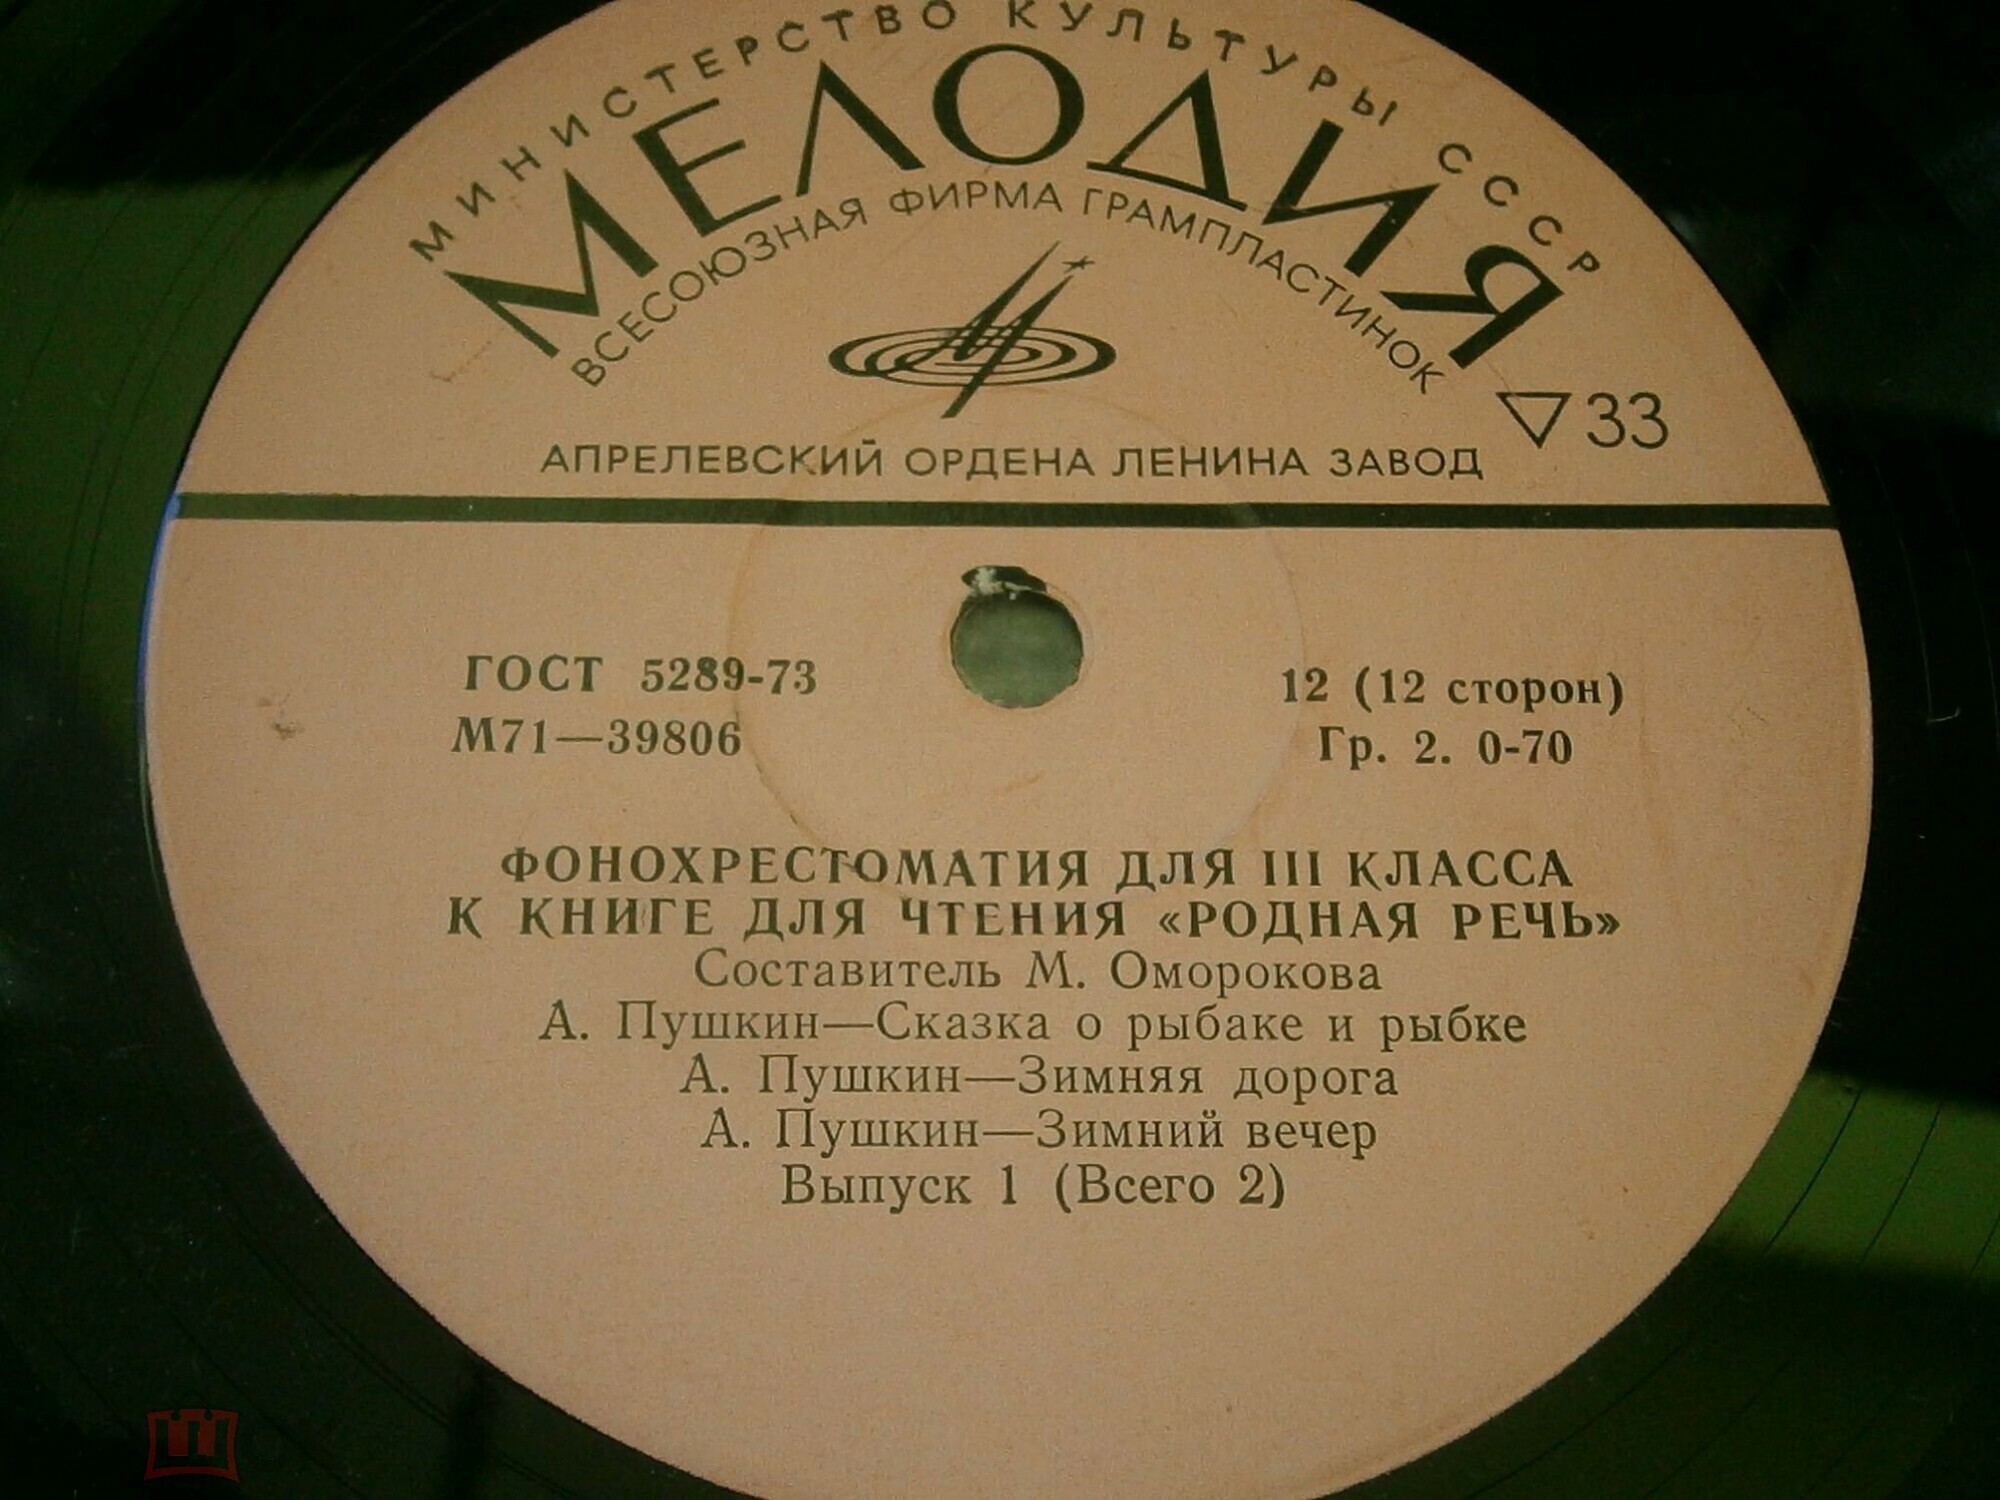 МИНИСТЕРСТВО КУЛЬТУРЫ СССР
МЕЛОДИЯ
ВСЕСОЮЗНАЯ ФИРМА ГРАМПЛАСТИНОК
33
АПРЕЛЕВСКИЙ ОРДЕНА ЛЕНИНА ЗАВОД
ГОСТ 5289-73
12 (12 сторон)
М71—39806
Гр. 2. 0-70
ФОНОХРЕСТОМАТИЯ ДЛЯ III КЛАССА
К КНИГЕ ДЛЯ ЧТЕНИЯ «РОДНАЯ РЕЧЬ»
Составитель М. Оморокова
А. Пушкин—Сказка о рыбаке и рыбке
А. Пушкин—Зимняя дорога
А. Пушкин—Зимний вечер
Выпуск 1 (Всего 2)